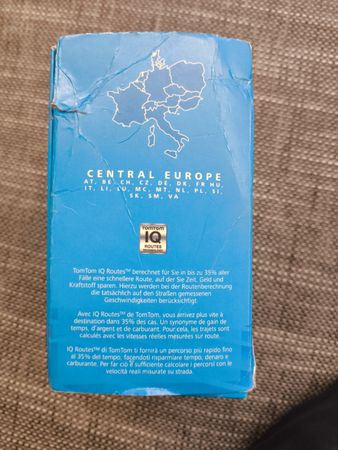 CENTRAL EUROPE
AT, BE, CH, CZ, DE, DK, FR HU,
IT, LI, LU, MC, MT, NL, PL, SI,
SK, SM, VA
TomTom
IQ
ROUTES
TomTom IQ Routes™ berechnet für Sie in bis zu 35% aller
Fälle eine schnellere Route, auf der Sie Zeit, Geld und
Kraftstoff sparen. Hierzu werden bei der Routenberechnung
die tatsächlich auf den Straßen gemessenen
Geschwindigkeiten berücksichtigt.
Avec IQ Routes™ de TomTom, vous arrivez plus vite à
destination dans 35% des cas. Un synonyme de gain de
temps, d'argent et de carburant. Pour cela, les trajets sont
calculés avec les vitesses réelles mesurées sur route.
IQ Routes™ di TomTom ti fornirà un percorso più rapido fino
al 35% del tempo, facendoti risparmiare tempo, denaro e
carburante. Per far ciò è sufficiente calcolare i percorsi con le
velocità reali misurate su strada.